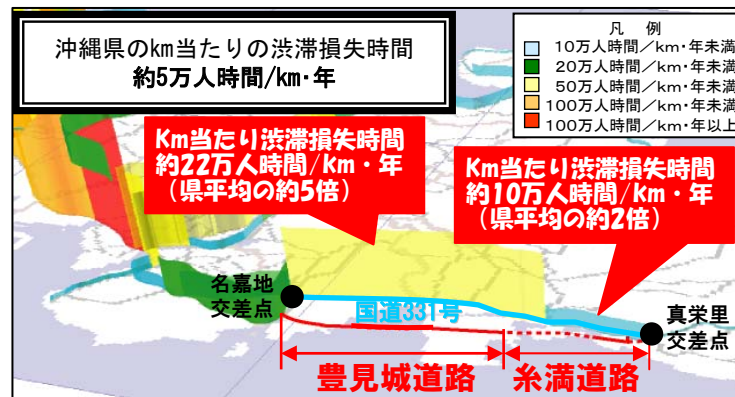 沖縄県のkm当たりの渋滞損失時間
約5万人時間/km・年
凡 例
10万人時間／km・年未満
20万人時間／km・年未満
50万人時間／km・年未満
100万人時間／km・年未満
100万人時間／km・年以上
Km当たり渋滞損失時間
約22万人時間/Km・年
（県平均の約5倍）
Km当たり渋滞損失時間
約10万人時間/Km・年
（県平均の約2倍）
名嘉地
交差点
国道331号
真栄里
交差点
豊見城道路
糸満道路